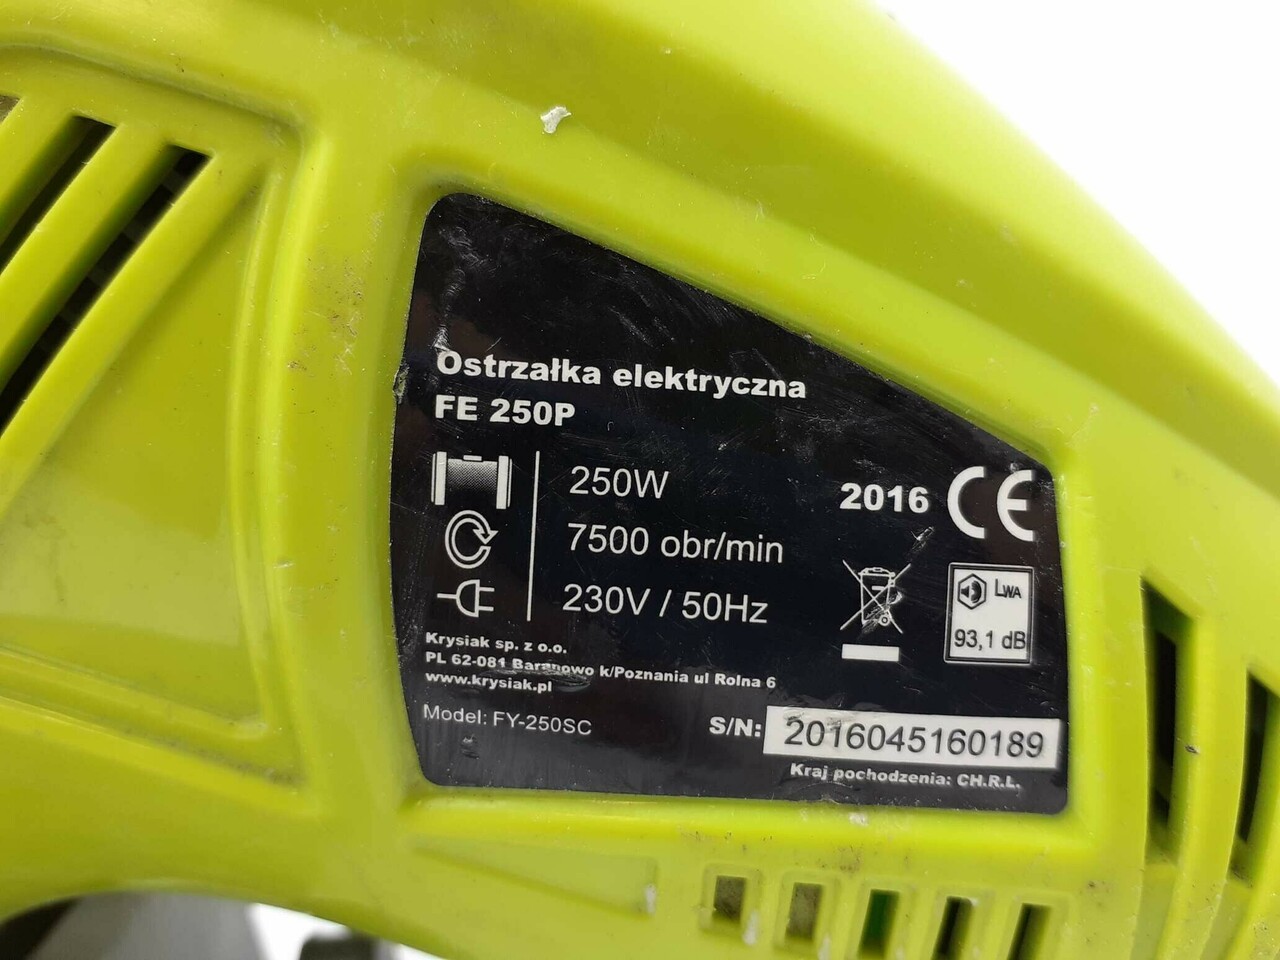 Ostrzałka elektryczna
FE 250P
250W
7500 obr/min
230V / 50Hz
2016 CE
LWA
93,1 dB
Krysiak sp. z o.o.
PL 62-081 Baranowo k/Poznania ul Rolna 6
www.krysiak.pl
Model: FY-250SC
S/N: 2016045160189
Kraj pochodzenia: CH.R.L.